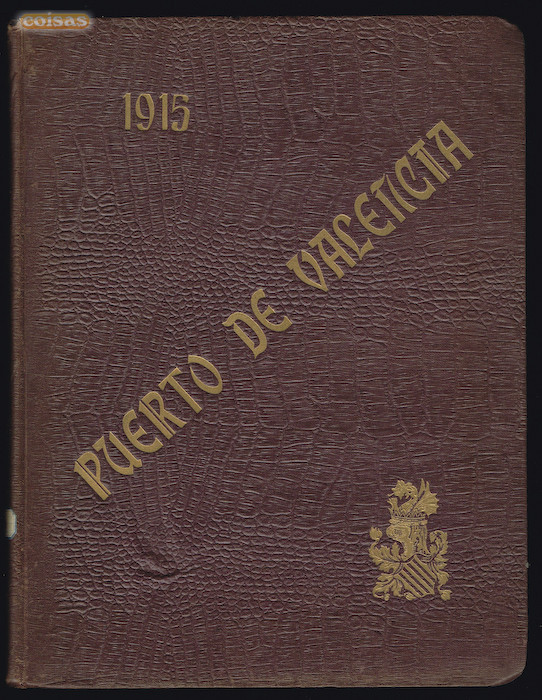 coisas
1915
PUERTO DE VALENCIA